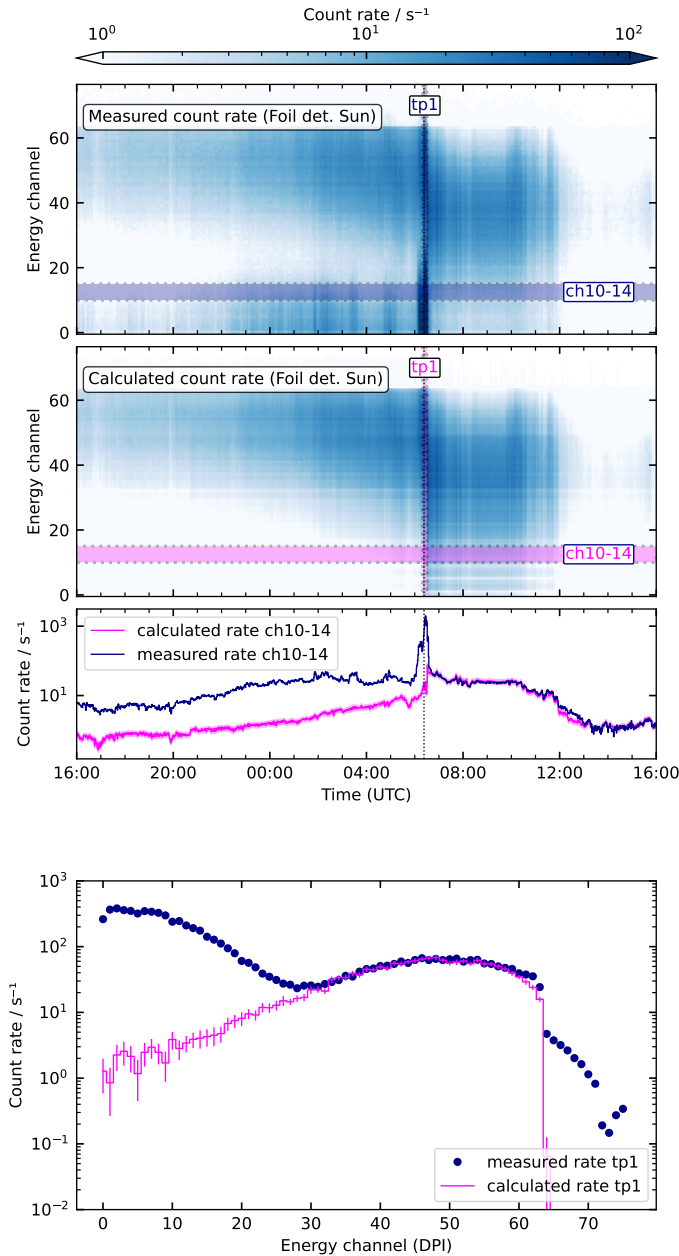 Count rate / s⁻¹
10⁰ 10¹ 10²
tp1
Measured count rate (Foil det. Sun)
60
40
20
0
Energy channel
ch10-14
tp1
Calculated count rate (Foil det. Sun)
60
40
20
0
Energy channel
ch10-14
10³
10¹
Count rate / s⁻¹
calculated rate ch10-14
measured rate ch10-14
16:00 20:00 00:00 04:00 08:00 12:00 16:00
Time (UTC)
10³
10²
10¹
10⁰
10⁻¹
10⁻²
Count rate / s⁻¹
measured rate tp1
calculated rate tp1
0 10 20 30 40 50 60 70
Energy channel (DPI)